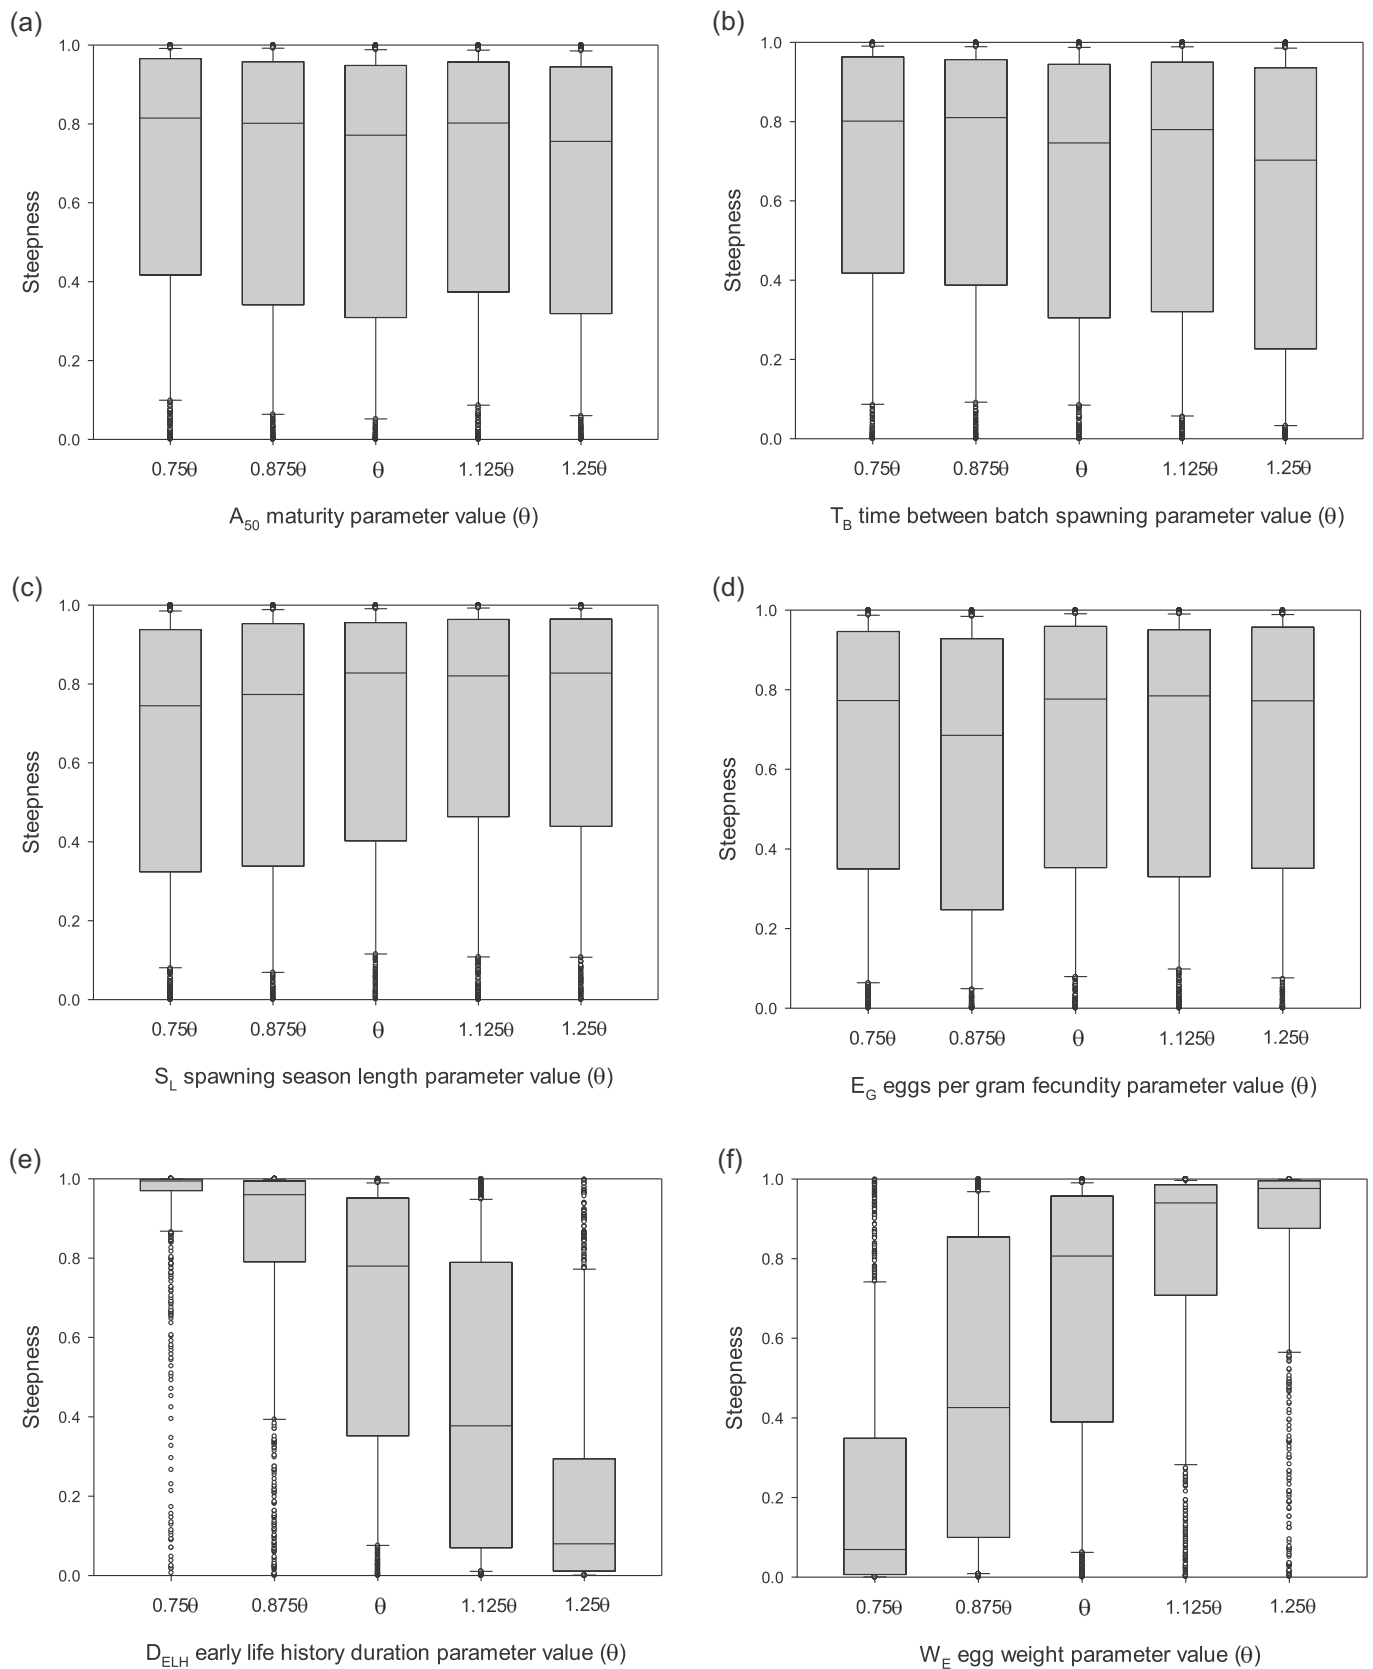 (a)
1.0
0.8
0.6
0.4
0.2
0.0
Steepness
0.75θ 0.875θ θ 1.125θ 1.25θ
A50 maturity parameter value (θ)
(b)
1.0
0.8
0.6
0.4
0.2
0.0
Steepness
0.75θ 0.875θ θ 1.125θ 1.25θ
TB time between batch spawning parameter value (θ)
(c)
1.0
0.8
0.6
0.4
0.2
0.0
Steepness
0.75θ 0.875θ θ 1.125θ 1.25θ
SL spawning season length parameter value (θ)
(d)
1.0
0.8
0.6
0.4
0.2
0.0
Steepness
0.75θ 0.875θ θ 1.125θ 1.25θ
EG eggs per gram fecundity parameter value (θ)
(e)
1.0
0.8
0.6
0.4
0.2
0.0
Steepness
0.75θ 0.875θ θ 1.125θ 1.25θ
DELH early life history duration parameter value (θ)
(f)
1.0
0.8
0.6
0.4
0.2
0.0
Steepness
0.75θ 0.875θ θ 1.125θ 1.25θ
WE egg weight parameter value (θ)